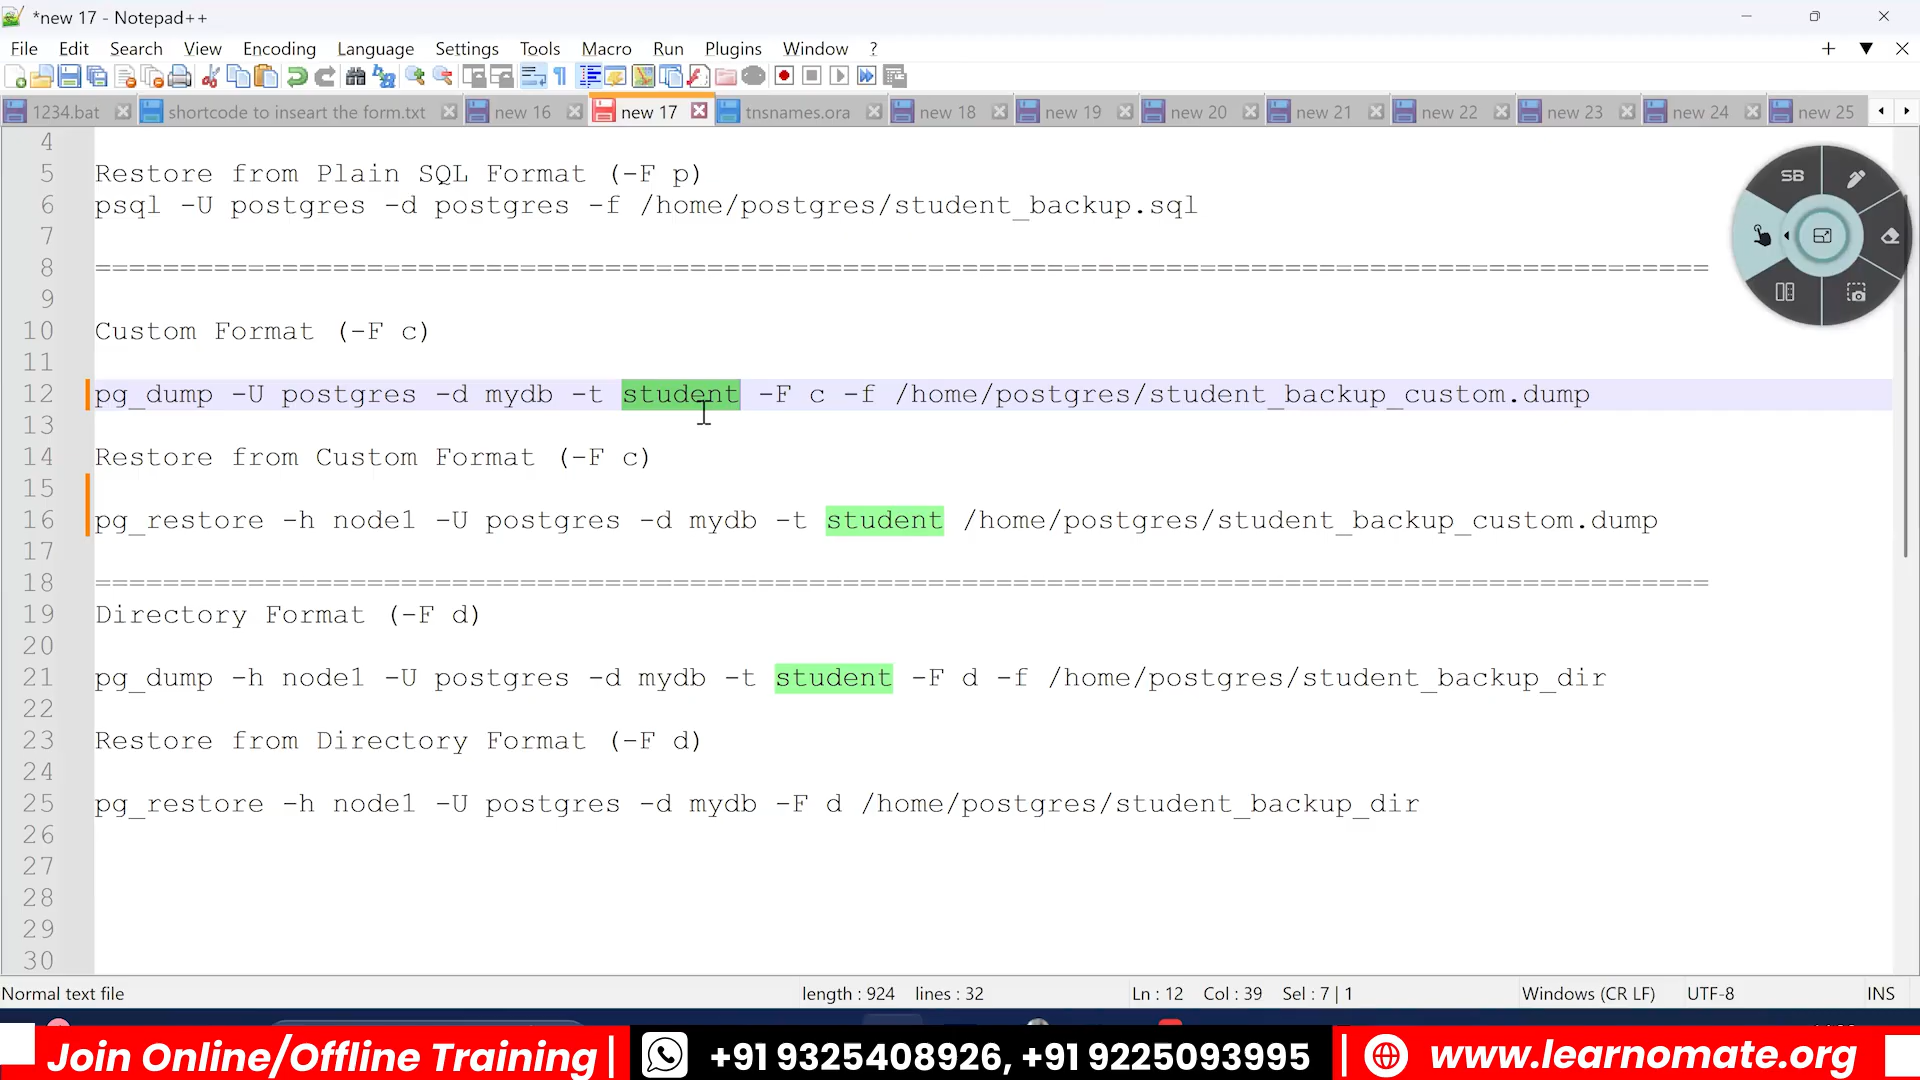 *new 17 - Notepad++
File Edit Search View Encoding Language Settings Tools Macro Run Plugins Window ?
1234.bat shortcode to inseart the form.txt new 16 new 17 tnsnames.ora new 18 new 19 new 20 new 21 new 22 new 23 new 24 new 25
4
5 Restore from Plain SQL Format (-F p)
6 psql -U postgres -d postgres -f /home/postgres/student_backup.sql
7
8 ===============================================================================================
9
10 Custom Format (-F c)
11
12 pg_dump -U postgres -d mydb -t student -F c -f /home/postgres/student_backup_custom.dump
13
14 Restore from Custom Format (-F c)
15
16 pg_restore -h node1 -U postgres -d mydb -t student /home/postgres/student_backup_custom.dump
17
18 ===============================================================================================
19 Directory Format (-F d)
20
21 pg_dump -h node1 -U postgres -d mydb -t student -F d -f /home/postgres/student_backup_dir
22
23 Restore from Directory Format (-F d)
24
25 pg_restore -h node1 -U postgres -d mydb -F d /home/postgres/student_backup_dir
26
27
28
29
30
SB
Normal text file length : 924 lines : 32 Ln : 12 Col : 39 Sel : 7 | 1 Windows (CR LF) UTF-8 INS
Join Online/Offline Training | +91 9325408926, +91 9225093995 | www.learnomate.org